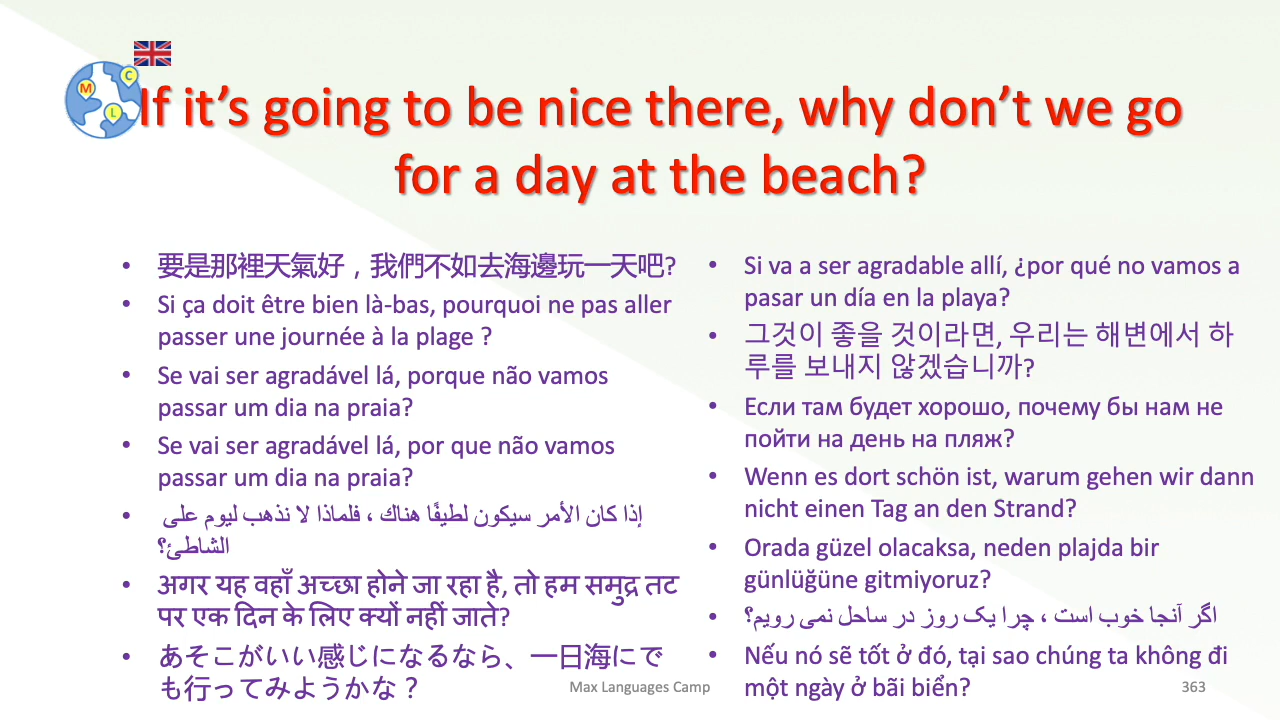 M
C
L
If it’s going to be nice there, why don’t we go
for a day at the beach?
• 要是那裡天氣好，我們不如去海邊玩一天吧?
• Si ça doit être bien là-bas, pourquoi ne pas aller
passer une journée à la plage ?
• Se vai ser agradável lá, porque não vamos
passar um dia na praia?
• Se vai ser agradável lá, por que não vamos
passar um dia na praia?
• إذا كان الأمر سيكون لطيفًا هناك ، فلماذا لا نذهب ليوم على
الشاطئ؟
• अगर यह वहाँ अच्छा होने जा रहा है, तो हम समुद्र तट
पर एक दिन के लिए क्यों नहीं जाते?
• あそこがいい感じになるなら、一日海にで
も行ってみようかな？
• Si va a ser agradable allí, ¿por qué no vamos a
pasar un día en la playa?
• 그것이 좋을 것이라면, 우리는 해변에서 하
루를 보내지 않겠습니까?
• Если там будет хорошо, почему бы нам не
пойти на день на пляж?
• Wenn es dort schön ist, warum gehen wir dann
nicht einen Tag an den Strand?
• Orada güzel olacaksa, neden plajda bir
günlüğüne gitmiyoruz?
• اگر آنجا خوب است ، چرا یک روز در ساحل نمی رویم؟
• Nếu nó sẽ tốt ở đó, tại sao chúng ta không đi
một ngày ở bãi biển?
Max Languages Camp
363